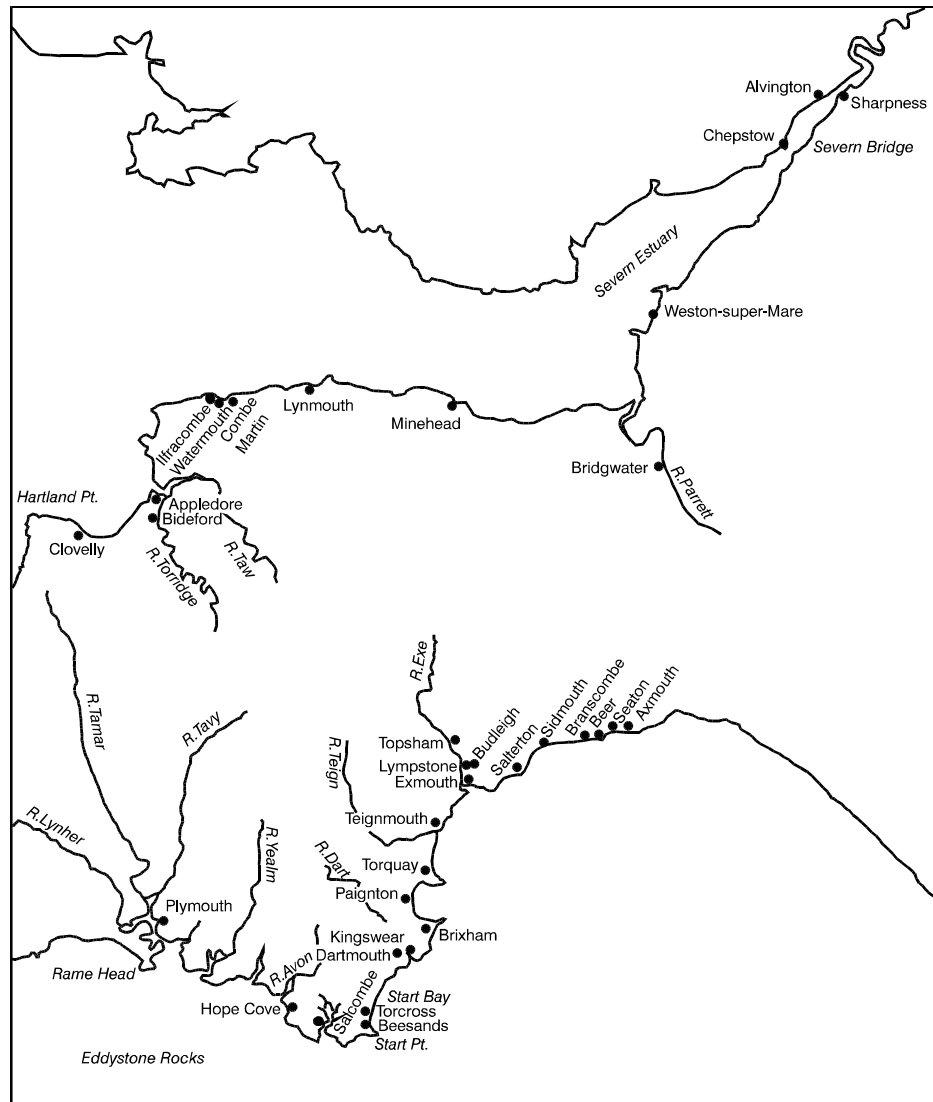 Alvington
Sharpness
Chepstow
Severn Bridge
Severn Estuary
Weston-super-Mare
Lynmouth
Minehead
Ilfracombe
Watermouth
Combe
Martin
Bridgwater
R.Parrett
Hartland Pt.
Appledore
Bideford
Clovelly
R.Torridge
R.Taw
R.Exe
R.Tamar
R.Tavy
R.Teign
Topsham
Budleigh
Salterton
Sidmouth
Branscombe
Beer
Seaton
Axmouth
Lympstone
Exmouth
R.Lynher
R.Yealm
Teignmouth
R.Dart
Torquay
Paignton
Plymouth
Brixham
Kingswear
Dartmouth
Rame Head
R.Avon
Hope Cove
Salcombe
Start Bay
Torcross
Beesands
Start Pt.
Eddystone Rocks